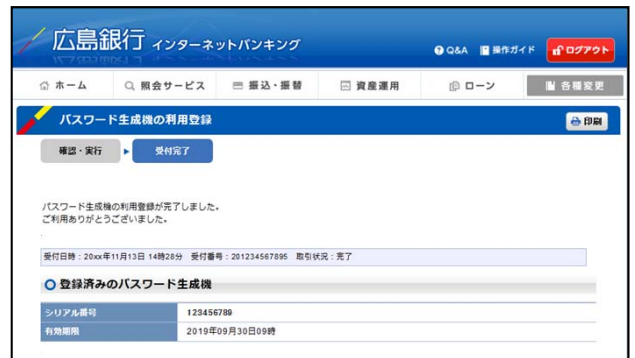 広島銀行 インターネットバンキング
Q&A 操作ガイド ログアウト
ホーム 照会サービス 振込・振替 資産運用 ローン 各種変更
パスワード生成機の利用登録 印刷
確認・実行 受付完了
パスワード生成機の利用登録が完了しました。
ご利用ありがとうございました。
受付日時：20xx年11月13日 14時28分 受付番号：201234567895 取引状況：完了
登録済みのパスワード生成機
シリアル番号 123456789
有効期限 2019年09月30日09時